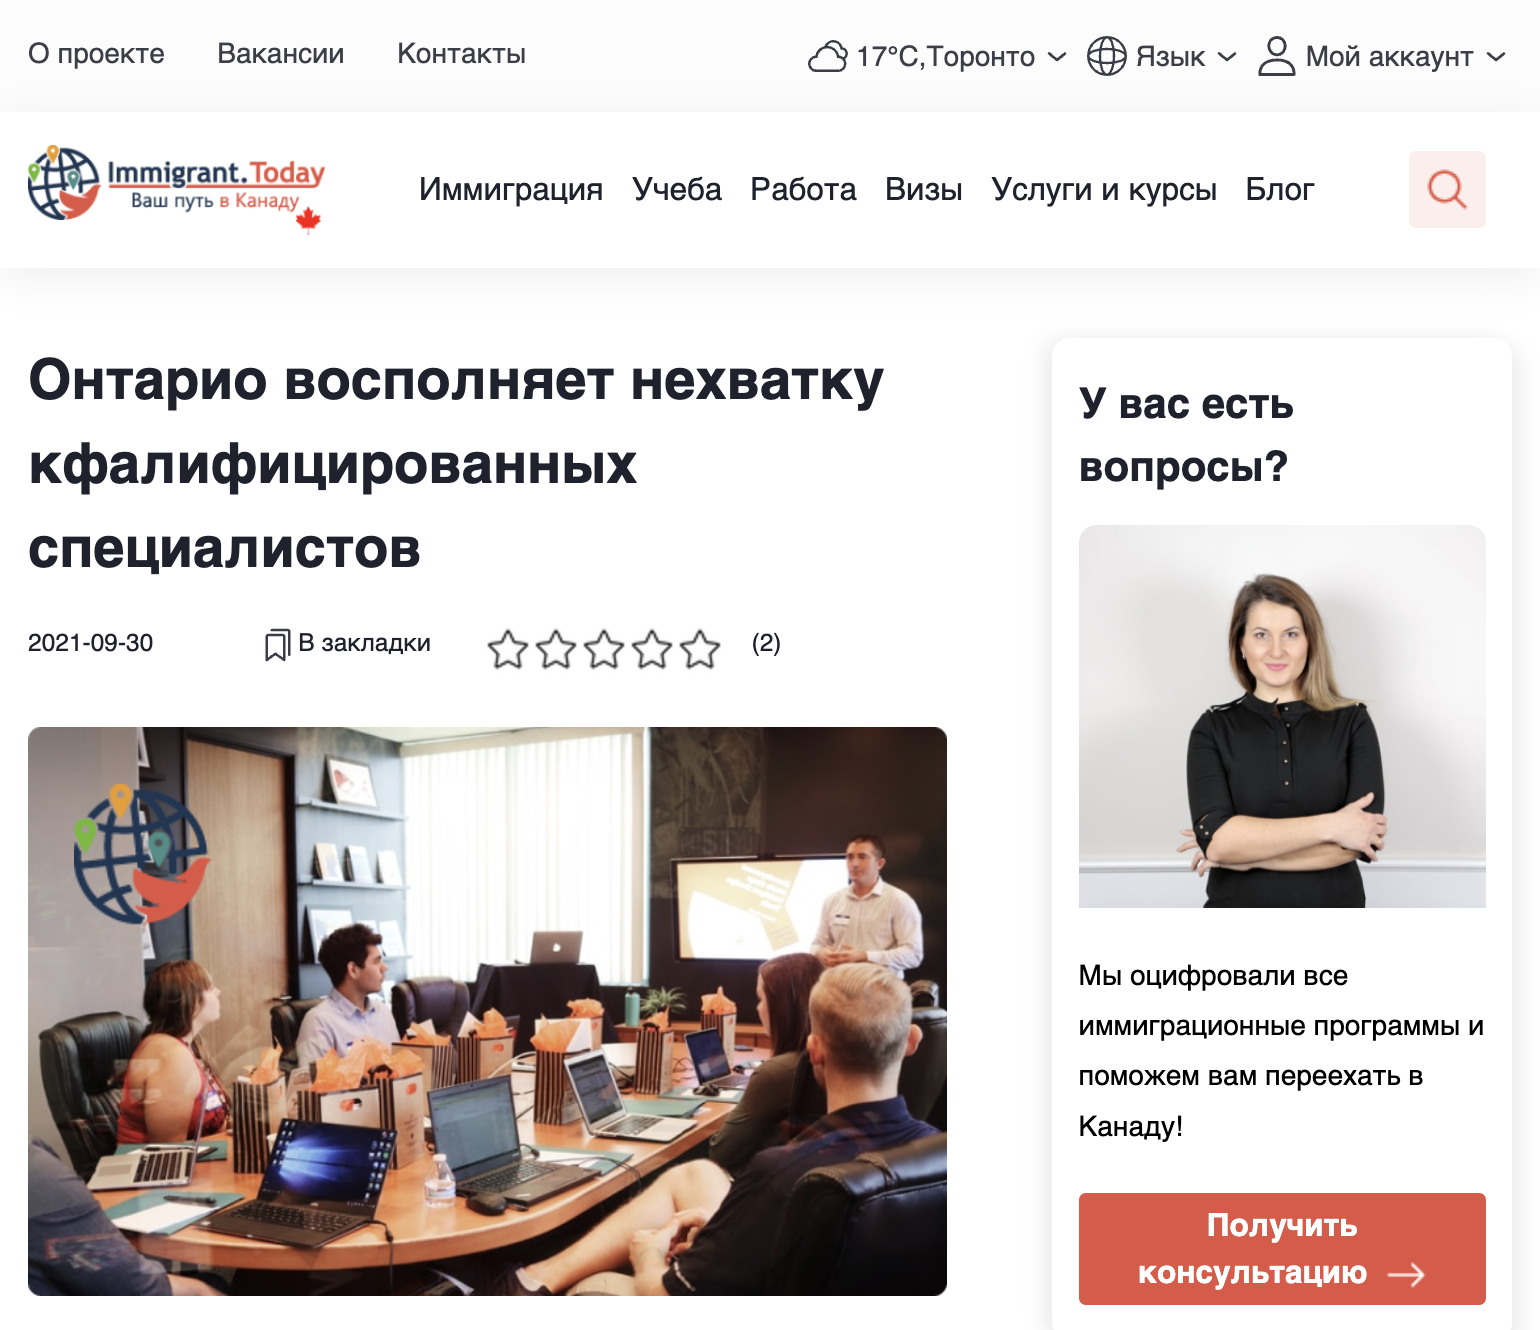 О проекте Вакансии Контакты 17°C,Торонто Язык Мой аккаунт
Immigrant.Today
Ваш путь в Канаду
Иммиграция Учеба Работа Визы Услуги и курсы Блог
Онтарио восполняет нехватку
кфалифицированных
специалистов
2021-09-30 В закладки (2)
У вас есть
вопросы?
Мы оцифровали все
иммиграционные программы и
поможем вам переехать в
Канаду!
Получить
консультацию